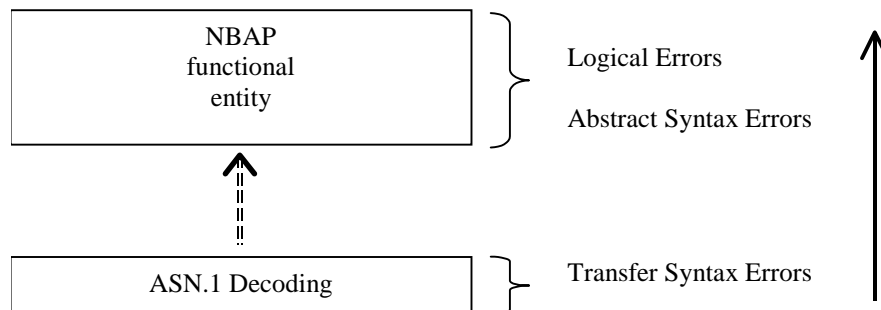 NBAP
functional
entity
Logical Errors
Abstract Syntax Errors
ASN.1 Decoding
Transfer Syntax Errors